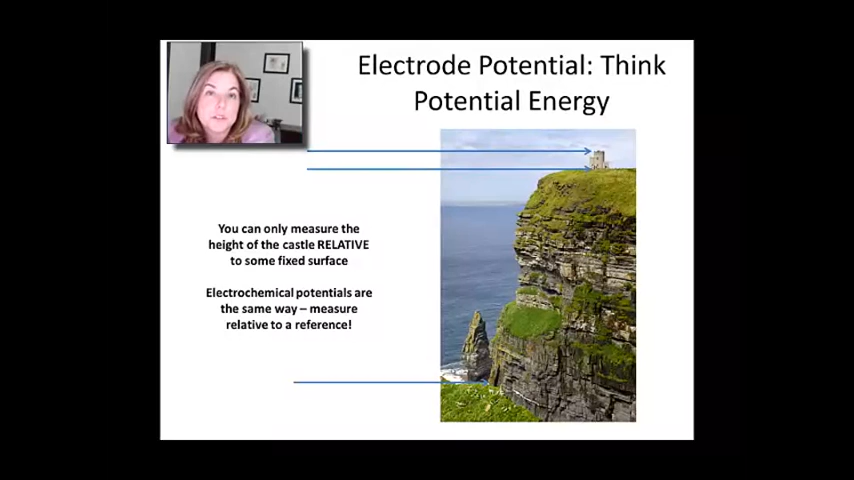 Electrode Potential: Think
Potential Energy
You can only measure the
height of the castle RELATIVE
to some fixed surface
Electrochemical potentials are
the same way – measure
relative to a reference!